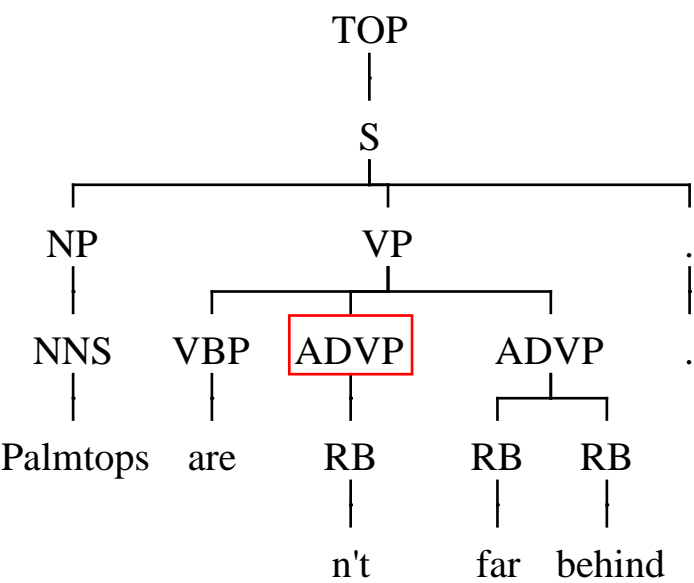 TOP
S
NP VP .
NNS VBP ADVP ADVP .
Palmtops are RB RB RB
n't far behind